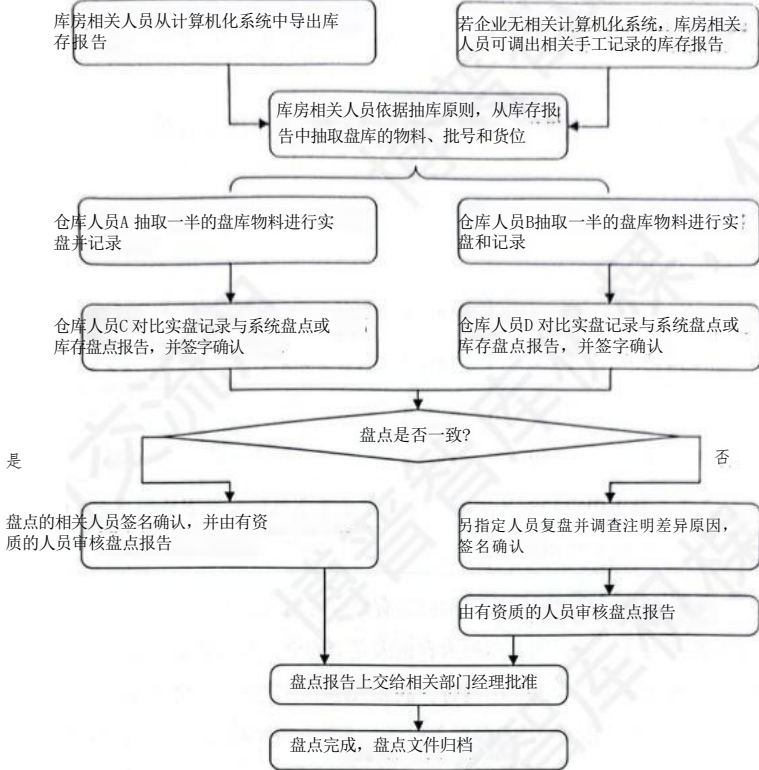 库房相关人员从计算机化系统中导出库
存报告
若企业无相关计算机化系统，库房相关
人员可调出相关手工记录的库存报告
库房相关人员依据抽库原则，从库存报
告中抽取盘库的物料、批号和货位
仓库人员A 抽取一半的盘库物料进行实
盘并记录
仓库人员B抽取一半的盘库物料进行实
盘和记录
仓库人员C 对比实盘记录与系统盘点或
库存盘点报告，并签字确认
仓库人员D 对比实盘记录与系统盘点或
库存盘点报告，并签字确认
盘点是否一致?
是
否
盘点的相关人员签名确认，并由有资
质的人员审核盘点报告
另指定人员复盘并调查注明差异原因，
签名确认
由有资质的人员审核盘点报告
盘点报告上交给相关部门经理批准
盘点完成，盘点文件归档